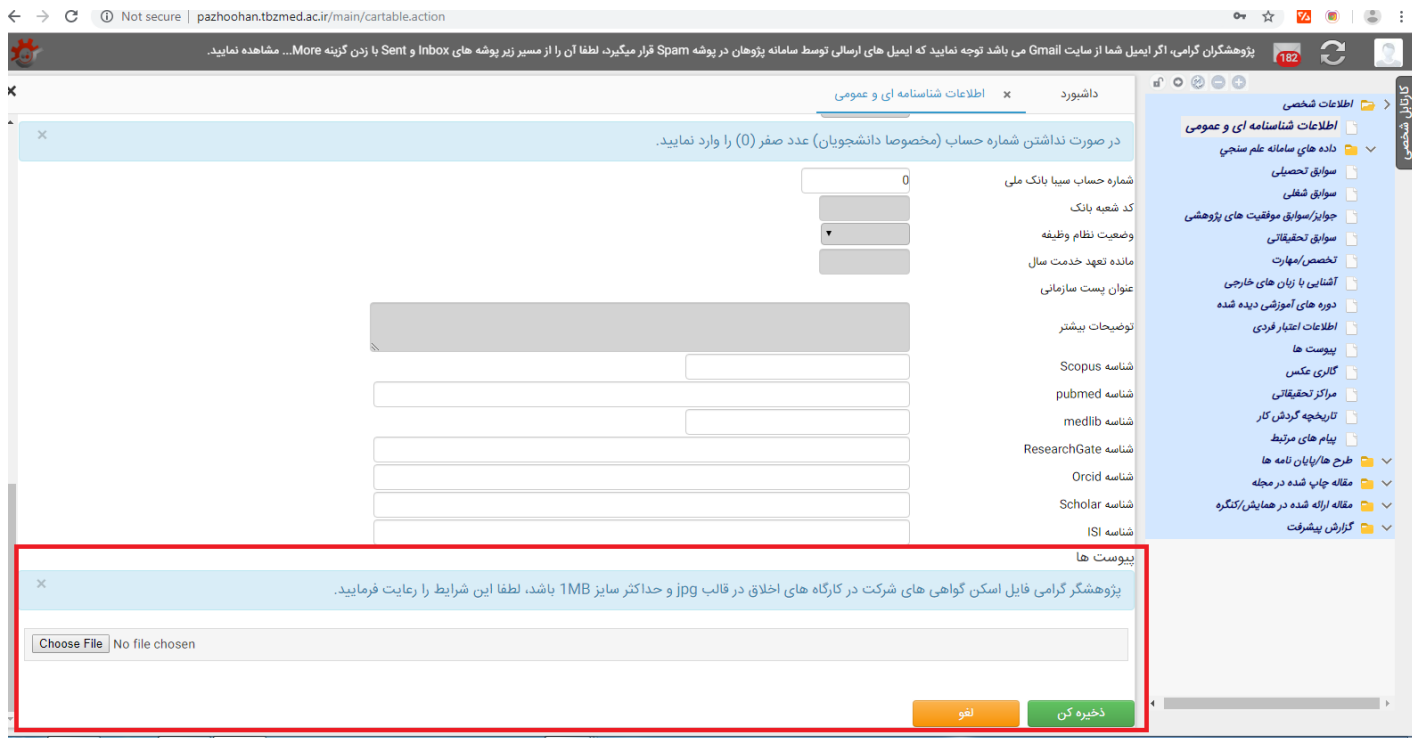 Not secure | pazhoohan.tbzmed.ac.ir/main/cartable.action
پژوهشگران گرامی، اگر ایمیل شما از سایت Gmail می باشد توجه نمایید که ایمیل های ارسالی توسط سامانه پژوهان در پوشه Spam قرار میگیرد، لطفا آن را از مسیر زیر پوشه های Inbox و Sent با زدن گزینه More... مشاهده نمایید.
182
کارتابل شخصی
اطلاعات شخصی
اطلاعات شناسنامه ای و عمومی
داده هاي سامانه علم سنجي
سوابق تحصیلی
سوابق شغلی
جوایز/سوابق موفقیت های پژوهشی
سوابق تحقیقاتی
تخصص/مهارت
آشنایی با زبان های خارجی
دوره های آموزشی دیده شده
اطلاعات اعتبار فردی
پیوست ها
گالری عکس
مراکز تحقیقاتی
تاریخچه گردش کار
پیام های مرتبط
طرح ها/پایان نامه ها
مقاله چاپ شده در مجله
مقاله ارائه شده در همایش/کنگره
گزارش پیشرفت
داشبورد
اطلاعات شناسنامه ای و عمومی ×
در صورت نداشتن شماره حساب (مخصوصا دانشجویان) عدد صفر (0) را وارد نمایید.
شماره حساب سیبا بانک ملی 0
کد شعبه بانک
وضعیت نظام وظیفه
مانده تعهد خدمت سال
عنوان پست سازمانی
توضیحات بیشتر
شناسه Scopus
شناسه pubmed
شناسه medlib
شناسه ResearchGate
شناسه Orcid
شناسه Scholar
شناسه ISI
پیوست ها
پژوهشگر گرامی فایل اسکن گواهی های شرکت در کارگاه های اخلاق در قالب jpg و حداکثر سایز 1MB باشد، لطفا این شرایط را رعایت فرمایید.
Choose File No file chosen
ذخیره کن
لغو